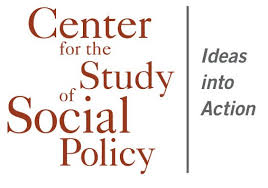 Center
for the
Study
of
Social
Policy
Ideas
into
Action